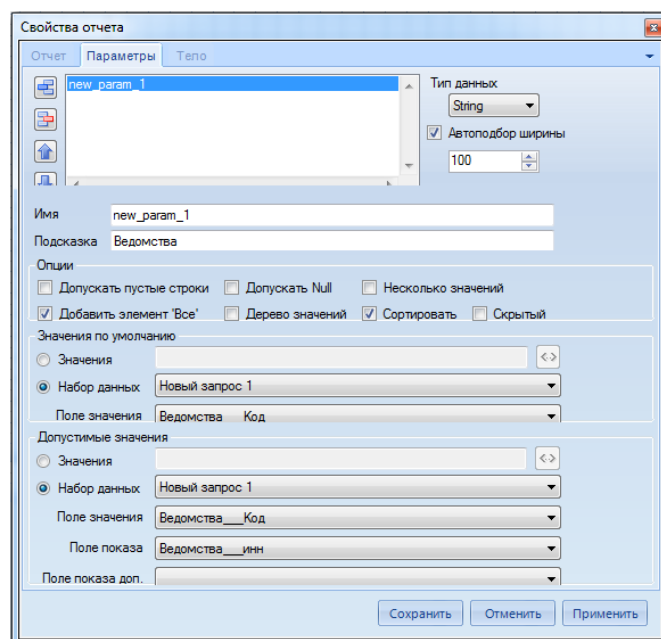 Свойства отчета
Отчет Параметры Тело
new_param_1
Тип данных
String
Автоподбор ширины
100
Имя new_param_1
Подсказка Ведомства
Опции
Допускать пустые строки Допускать Null Несколько значений
Добавить элемент 'Все' Дерево значений Сортировать Скрытый
Значения по умолчанию
Значения <·>
Набор данных Новый запрос 1
Поле значения Ведомства___Код
Допустимые значения
Значения <·>
Набор данных Новый запрос 1
Поле значения Ведомства___Код
Поле показа Ведомства___инн
Поле показа доп.
Сохранить Отменить Применить